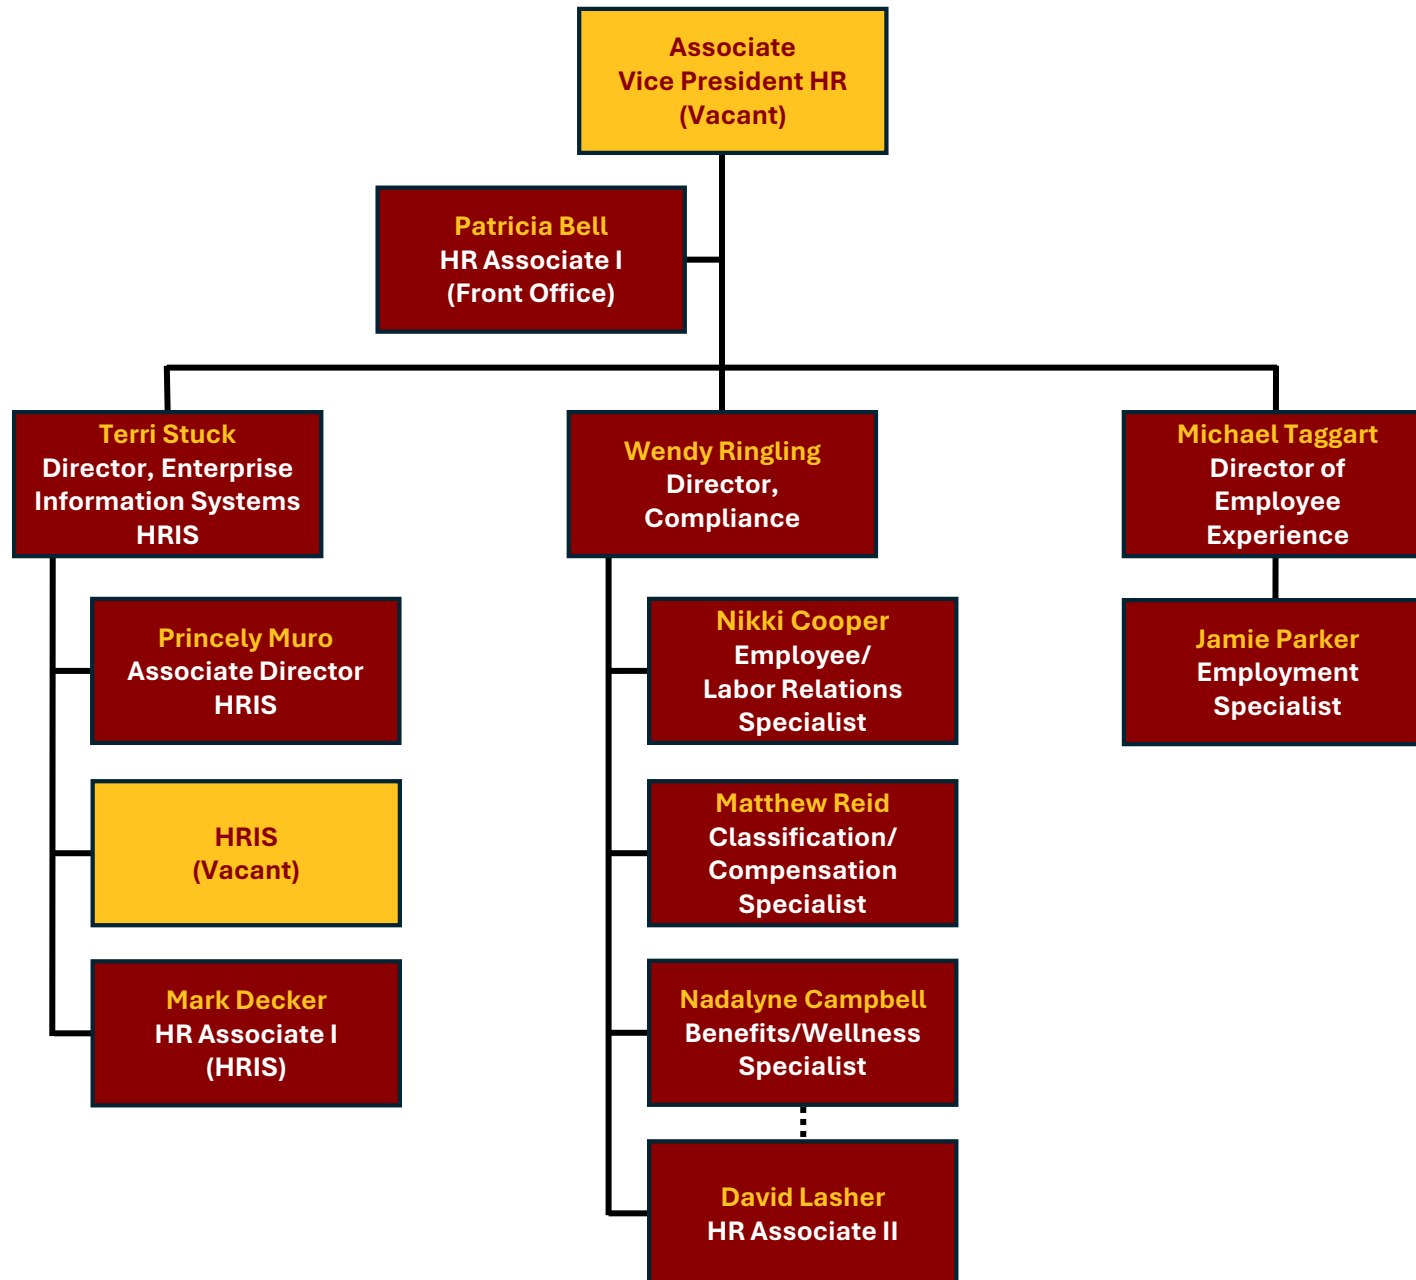 Associate
Vice President HR
(Vacant)
Patricia Bell
HR Associate I
(Front Office)
Terri Stuck
Director, Enterprise
Information Systems
HRIS
Wendy Ringling
Director,
Compliance
Michael Taggart
Director of
Employee
Experience
Princely Muro
Associate Director
HRIS
Nikki Cooper
Employee/
Labor Relations
Specialist
Jamie Parker
Employment
Specialist
HRIS
(Vacant)
Matthew Reid
Classification/
Compensation
Specialist
Mark Decker
HR Associate I
(HRIS)
Nadalyne Campbell
Benefits/Wellness
Specialist
David Lasher
HR Associate II